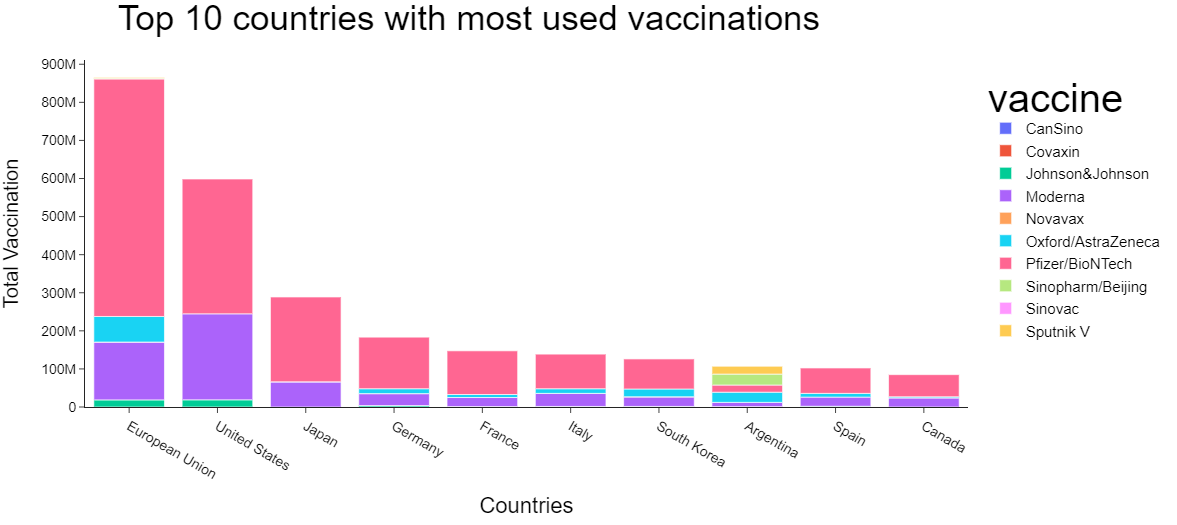 Top 10 countries with most used vaccinations
900M
800M
700M
600M
500M
400M
300M
200M
100M
0
Total Vaccination
European Union
United States
Japan
Germany
France
Italy
South Korea
Argentina
Spain
Canada
Countries
vaccine
CanSino
Covaxin
Johnson&Johnson
Moderna
Novavax
Oxford/AstraZeneca
Pfizer/BioNTech
Sinopharm/Beijing
Sinovac
Sputnik V